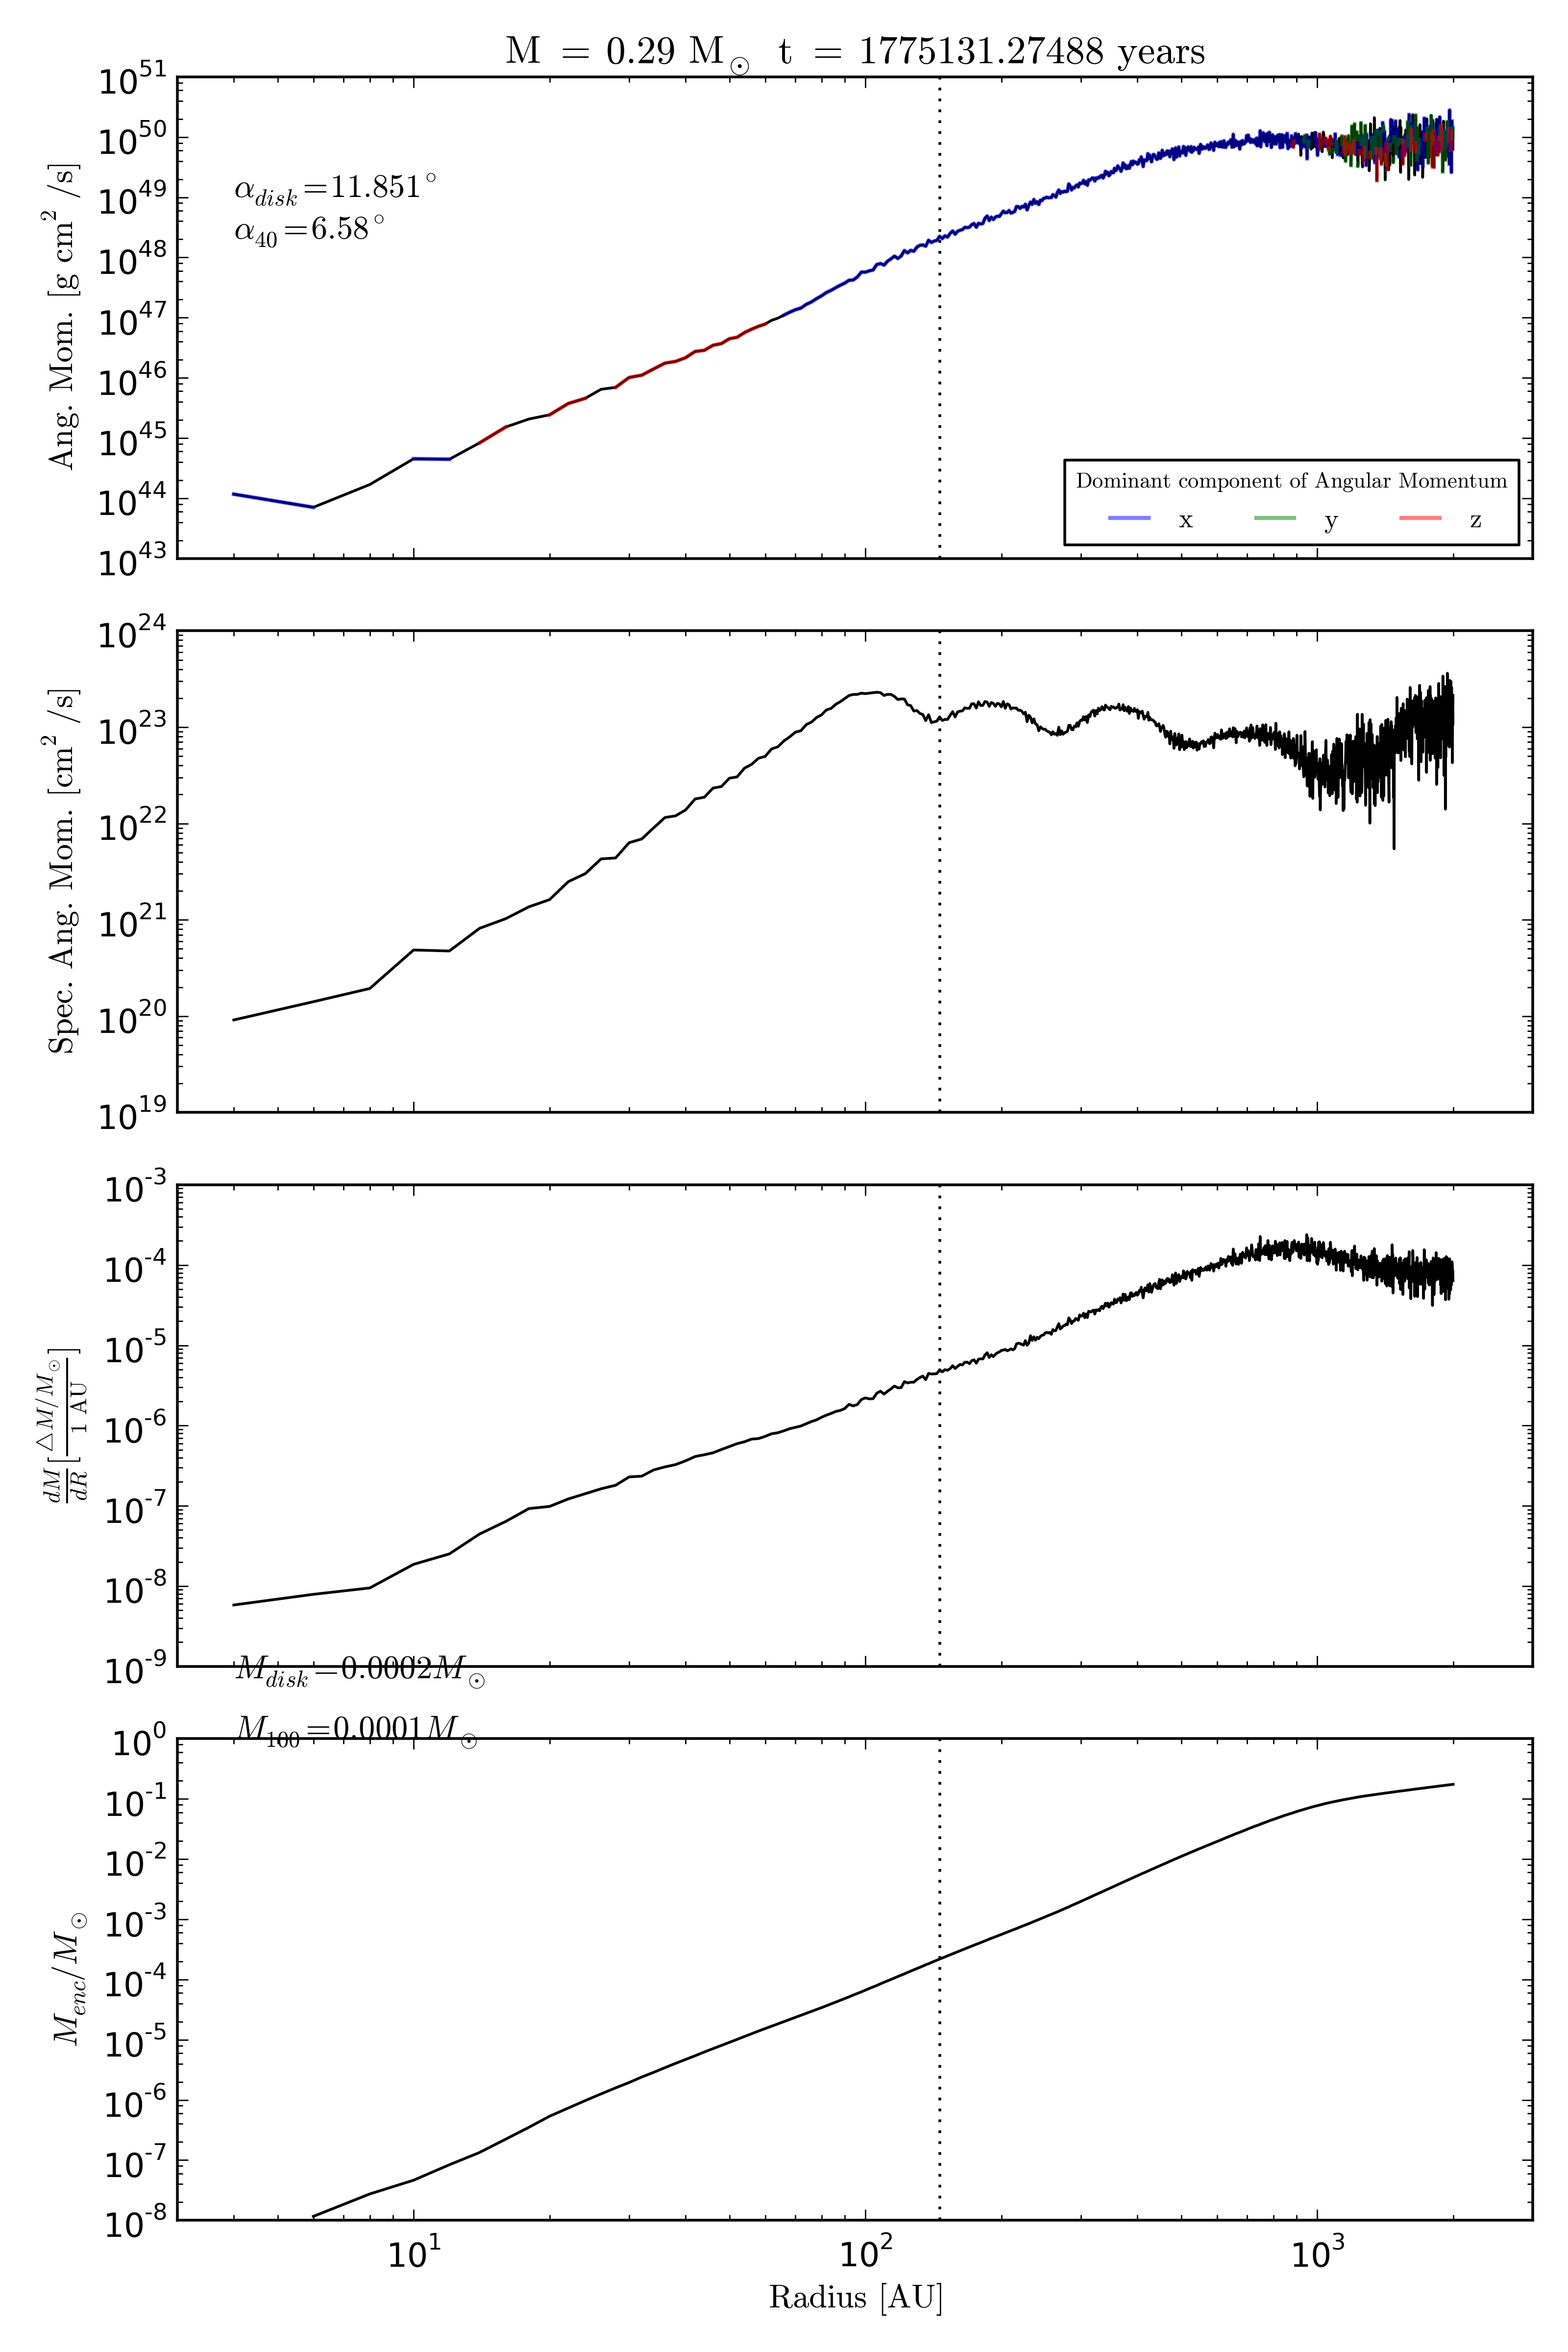 M = 0.29 M⊙ t = 1775131.27488 years
10^51
10^50
10^49
10^48
10^47
10^46
10^45
10^44
10^43
Ang. Mom. [g cm^2 /s]
α_disk=11.851°
α_40=6.58°
Dominant component of Angular Momentum
x y z
10^24
10^23
10^22
10^21
10^20
10^19
Spec. Ang. Mom. [cm^2 /s]
10^-3
10^-4
10^-5
10^-6
10^-7
10^-8
10^-9
dM/dR [△M/M⊙ / 1 AU]
M_disk=0.0002M⊙
M_100=0.0001M⊙
10^0
10^-1
10^-2
10^-3
10^-4
10^-5
10^-6
10^-7
10^-8
M_enc/M⊙
10^1 10^2 10^3
Radius [AU]